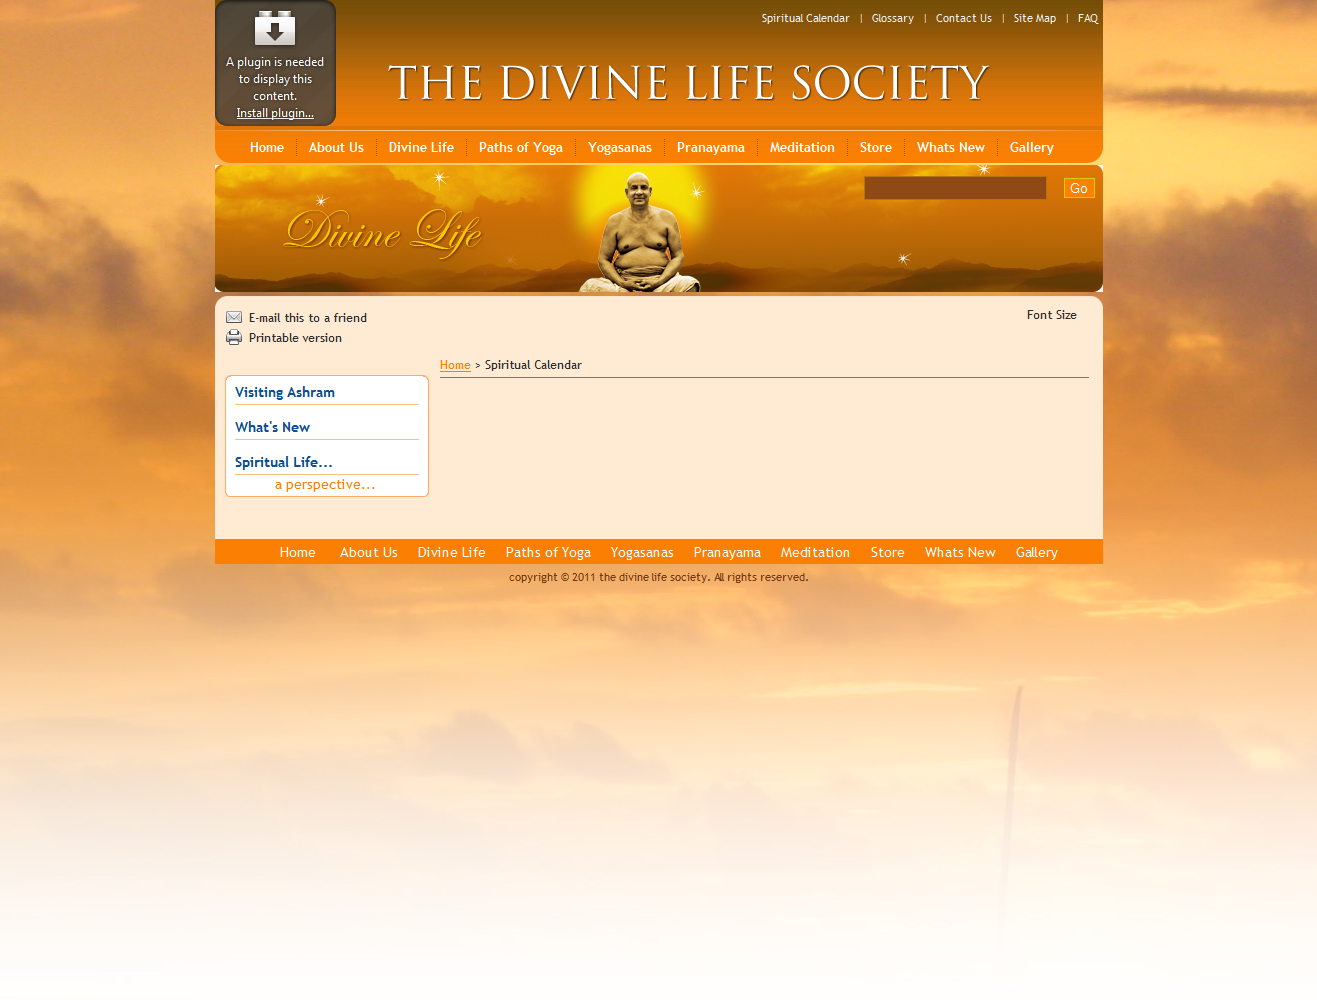 A plugin is needed
to display this
content.
Install plugin...
Spiritual Calendar | Glossary | Contact Us | Site Map | FAQ
THE DIVINE LIFE SOCIETY
Home About Us Divine Life Paths of Yoga Yogasanas Pranayama Meditation Store Whats New Gallery
Divine Life
Go
E-mail this to a friend
Printable version
Font Size
Home > Spiritual Calendar
Visiting Ashram
What's New
Spiritual Life...
a perspective...
Home About Us Divine Life Paths of Yoga Yogasanas Pranayama Meditation Store Whats New Gallery
copyright © 2011 the divine life society. All rights reserved.